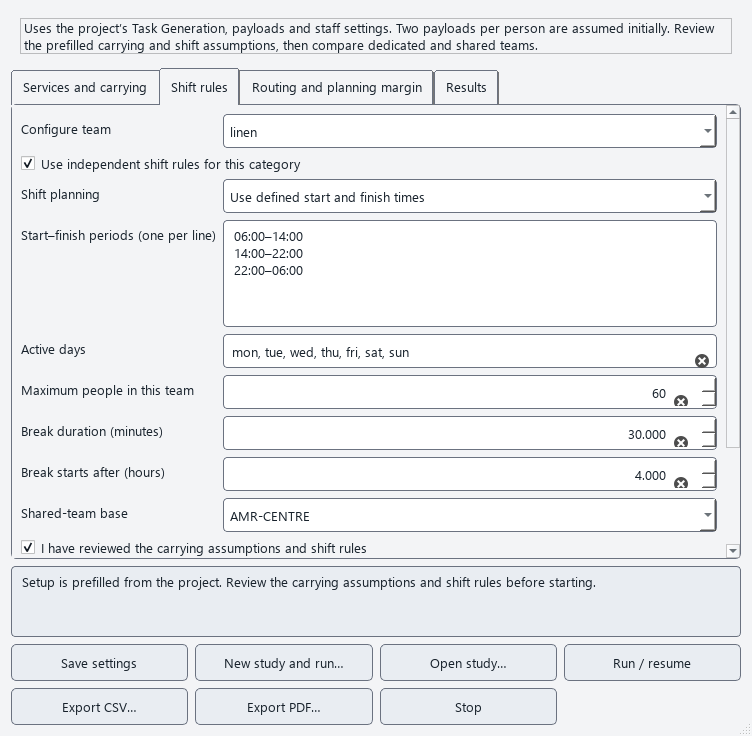 Uses the project's Task Generation, payloads and staff settings. Two payloads per person are assumed initially. Review
the prefilled carrying and shift assumptions, then compare dedicated and shared teams.
Services and carrying
Shift rules
Routing and planning margin
Results
Configure team
linen
Use independent shift rules for this category
Shift planning
Use defined start and finish times
Start–finish periods (one per line)
06:00–14:00
14:00–22:00
22:00–06:00
Active days
mon, tue, wed, thu, fri, sat, sun
Maximum people in this team
60
Break duration (minutes)
30.000
Break starts after (hours)
4.000
Shared-team base
AMR-CENTRE
I have reviewed the carrying assumptions and shift rules
Setup is prefilled from the project. Review the carrying assumptions and shift rules before starting.
Save settings
New study and run...
Open study...
Run / resume
Export CSV...
Export PDF...
Stop